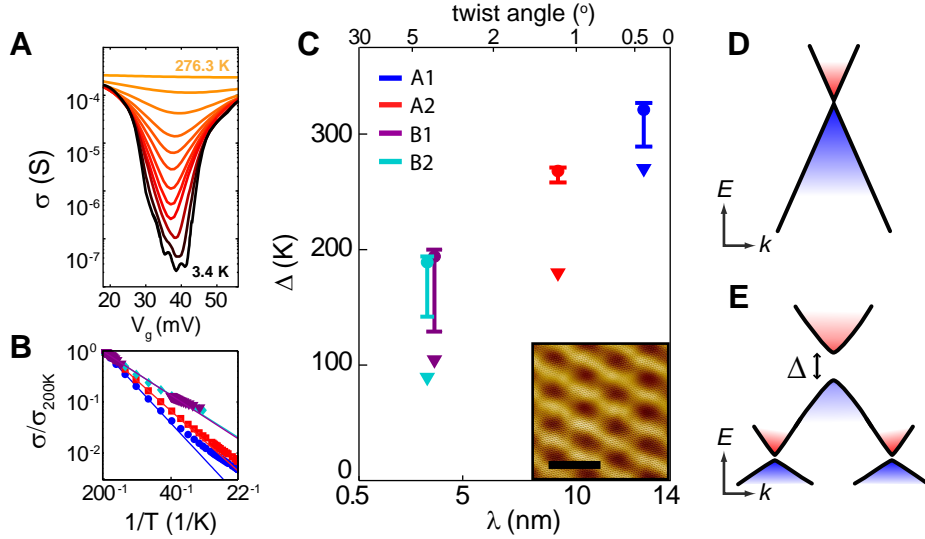 A
276.3 K
10⁻⁴
10⁻⁵
10⁻⁶
10⁻⁷
σ (S)
3.4 K
20 30 40 50
V_g (mV)
B
10⁰
10⁻¹
10⁻²
σ/σ_200K
200⁻¹ 40⁻¹ 22⁻¹
1/T (1/K)
C
twist angle (°)
30 5 2 1 0.5 0
A1
A2
B1
B2
300
200
100
0
Δ (K)
0.5 5 10 14
λ (nm)
D
E
k
E
Δ
E
k